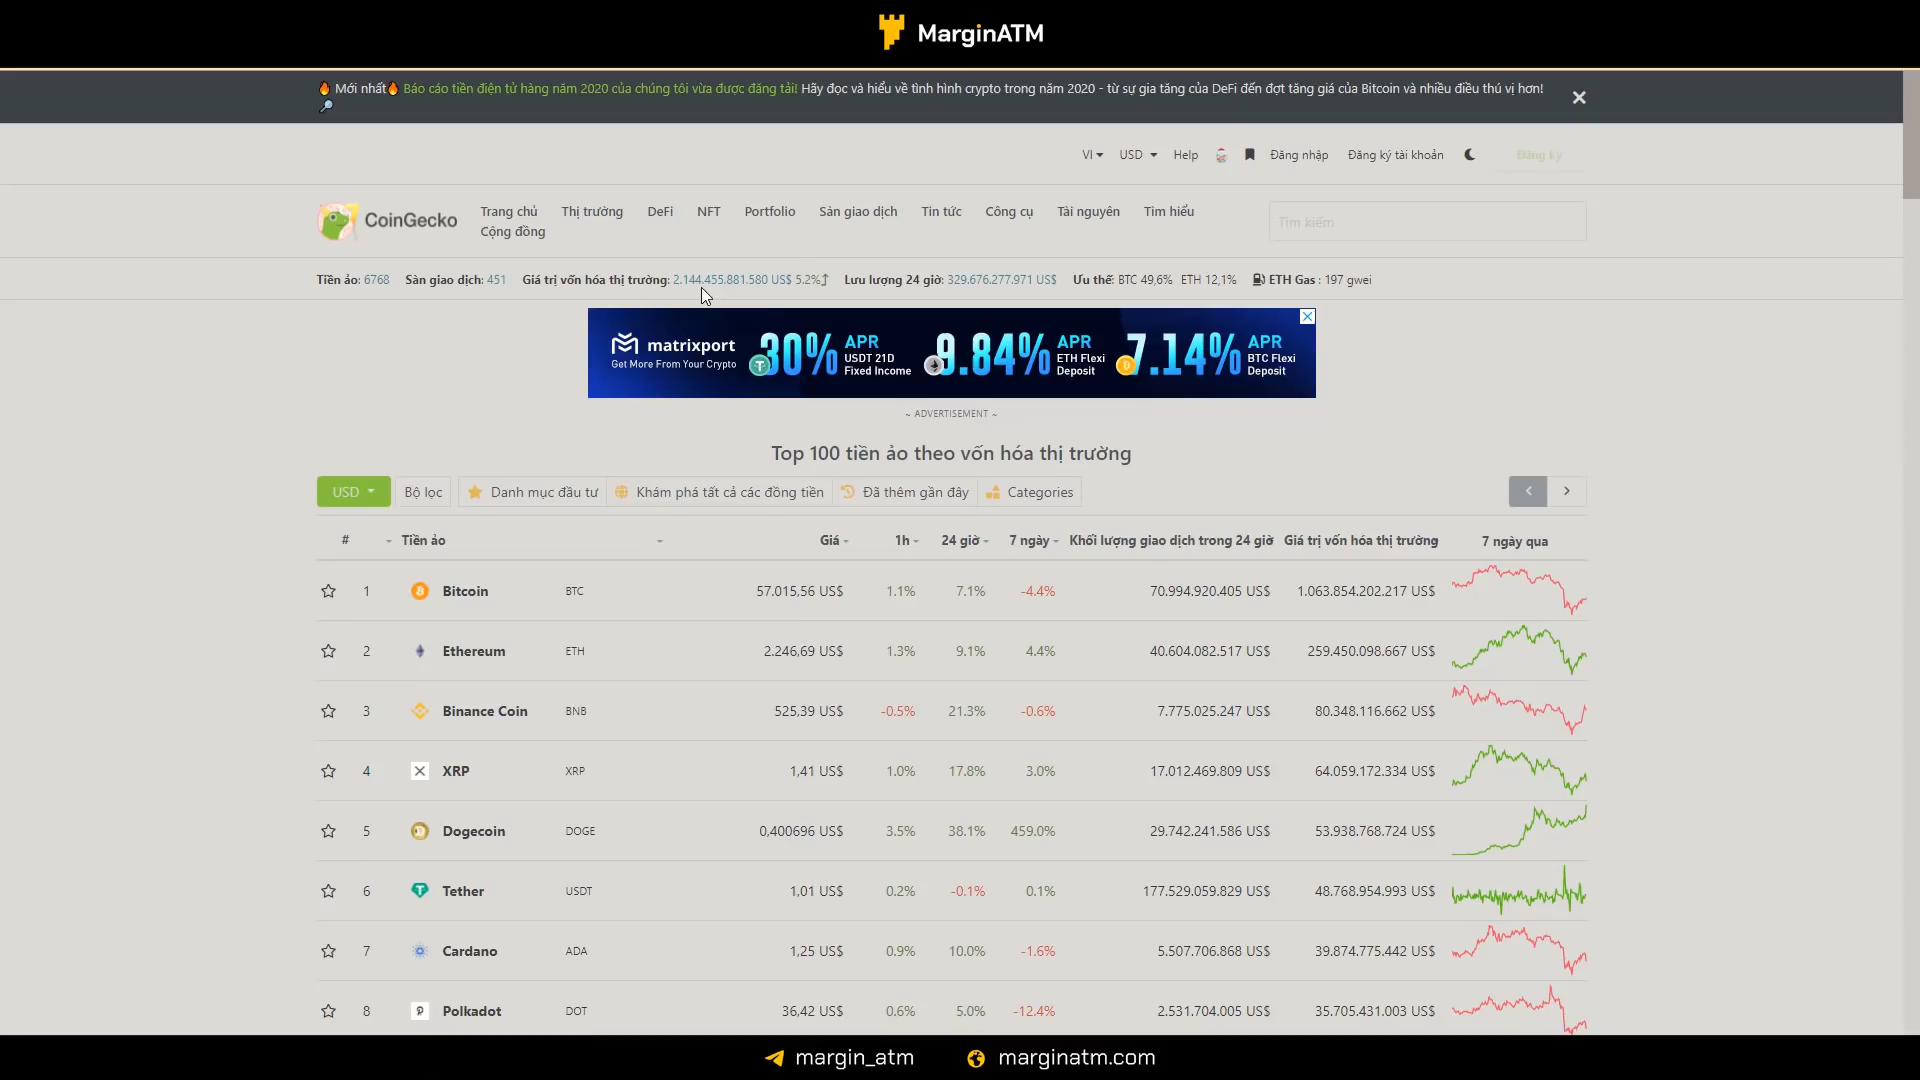 MarginATM
Mới nhất Báo cáo tiền điện tử hàng năm 2020 của chúng tôi vừa được đăng tải! Hãy đọc và hiểu về tình hình crypto trong năm 2020 - từ sự gia tăng của DeFi đến đợt tăng giá của Bitcoin và nhiều điều thú vị hơn!
VI USD Help Đăng nhập Đăng ký tài khoản Đăng ký
CoinGecko Trang chủ Thị trường DeFi NFT Portfolio Sàn giao dịch Tin tức Công cụ Tài nguyên Tìm hiểu Tìm kiếm
Cộng đồng
Tiền ảo: 6768 Sàn giao dịch: 451 Giá trị vốn hóa thị trường: 2.144.455.881.580 US$ 5.2% Lưu lượng 24 giờ: 329.676.277.971 US$ Ưu thế: BTC 49,6% ETH 12,1% ETH Gas : 197 gwei
matrixport 30% APR 9.84% APR 7.14% APR
Get More From Your Crypto USDT 21D Fixed Income ETH Flexi Deposit BTC Flexi Deposit
~ ADVERTISEMENT ~
Top 100 tiền ảo theo vốn hóa thị trường
USD Bộ lọc Danh mục đầu tư Khám phá tất cả các đồng tiền Đã thêm gần đây Categories
# Tiền ảo Giá 1h 24 giờ 7 ngày Khối lượng giao dịch trong 24 giờ Giá trị vốn hóa thị trường 7 ngày qua
1 Bitcoin BTC 57.015,56 US$ 1.1% 7.1% -4.4% 70.994.920.405 US$ 1.063.854.202.217 US$
2 Ethereum ETH 2.246,69 US$ 1.3% 9.1% 4.4% 40.604.082.517 US$ 259.450.098.667 US$
3 Binance Coin BNB 525,39 US$ -0.5% 21.3% -0.6% 7.775.025.247 US$ 80.348.116.662 US$
4 XRP XRP 1,41 US$ 1.0% 17.8% 3.0% 17.012.469.809 US$ 64.059.172.334 US$
5 Dogecoin DOGE 0,400696 US$ 3.5% 38.1% 459.0% 29.742.241.586 US$ 53.938.768.724 US$
6 Tether USDT 1,01 US$ 0.2% -0.1% 0.1% 177.529.059.829 US$ 48.768.954.993 US$
7 Cardano ADA 1,25 US$ 0.9% 10.0% -1.6% 5.507.706.868 US$ 39.874.775.442 US$
8 Polkadot DOT 36,42 US$ 0.6% 5.0% -12.4% 2.531.704.005 US$ 35.705.431.003 US$
margin_atm marginatm.com